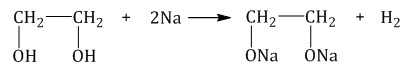 CH₂—CH₂ + 2Na ⟶ CH₂—CH₂ + H₂
OH OH ONa ONa